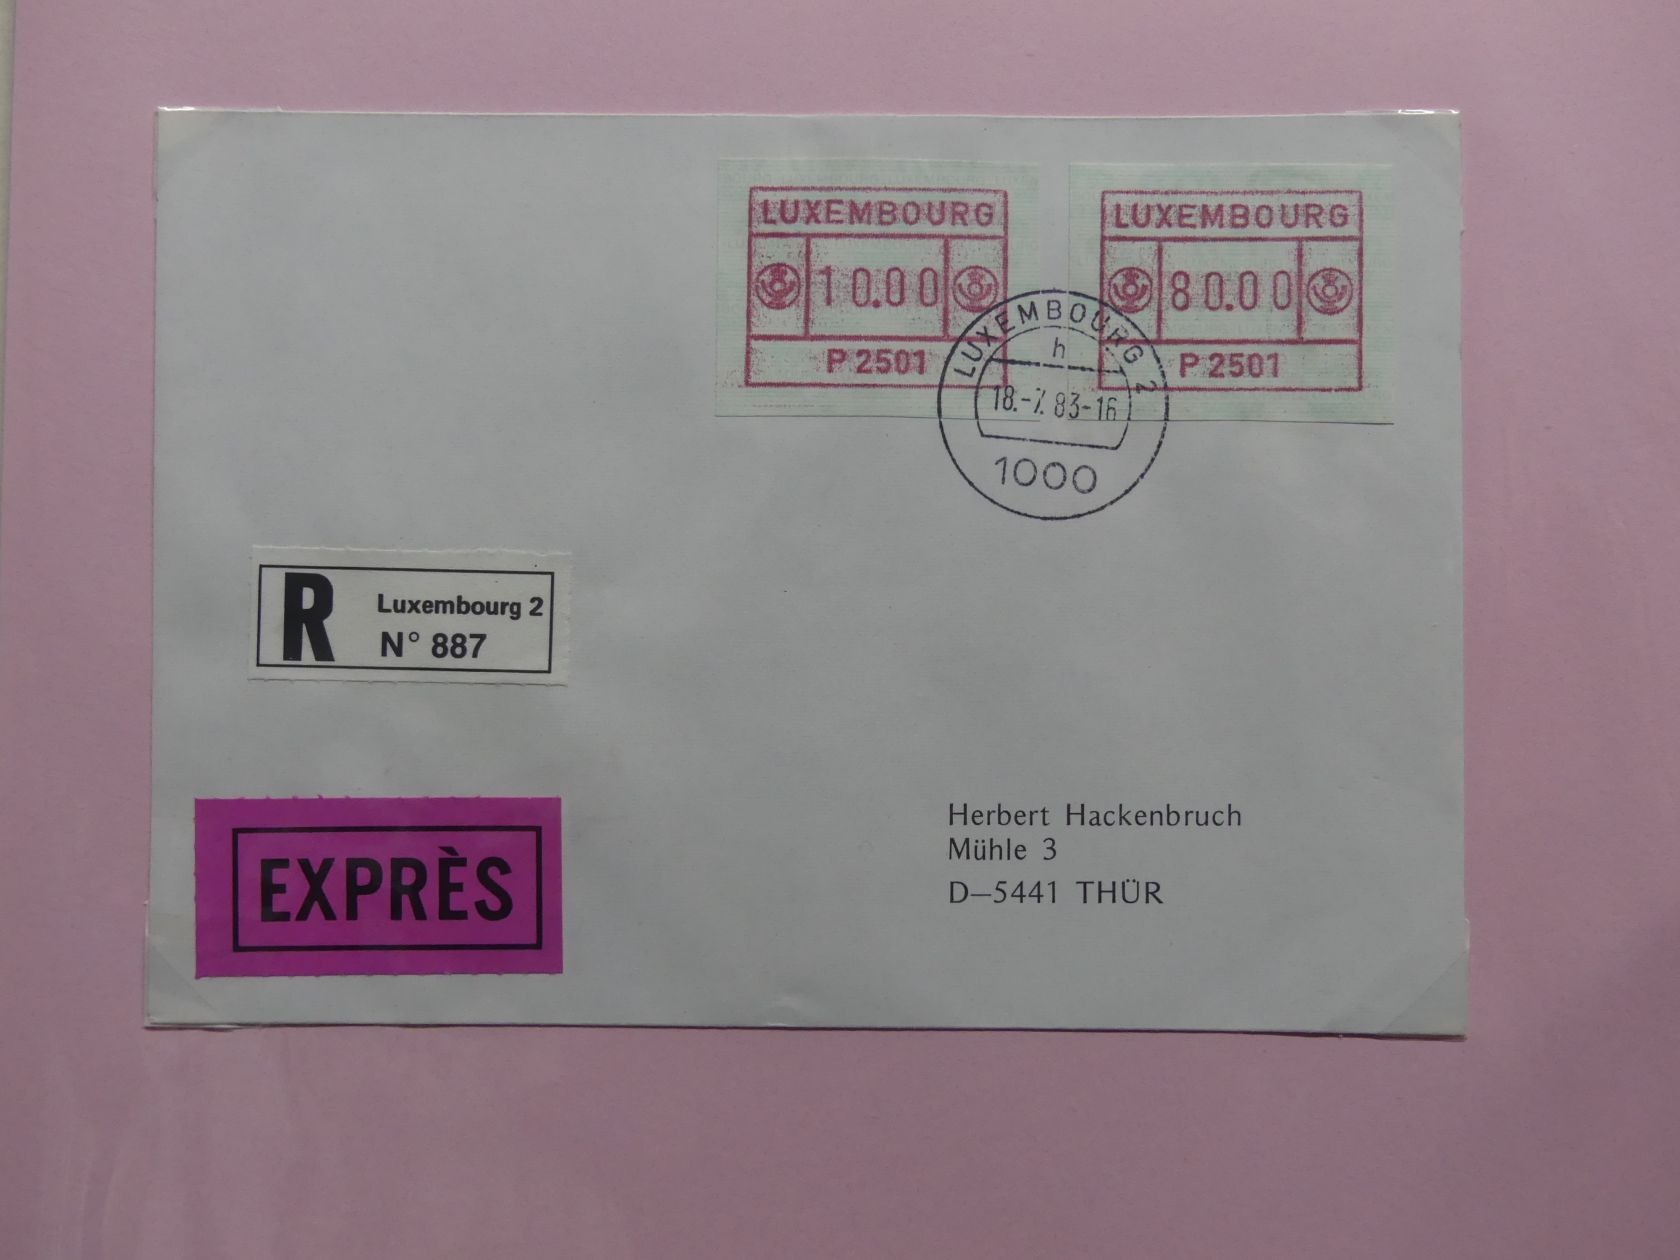 LUXEMBOURG
10.00
P 2501
LUXEMBOURG
80.00
P 2501
LUXEMBOURG 2
h
18.-7.83-16
1000
R
Luxembourg 2
N° 887
EXPRÈS
Herbert Hackenbruch
Mühle 3
D–5441 THÜR